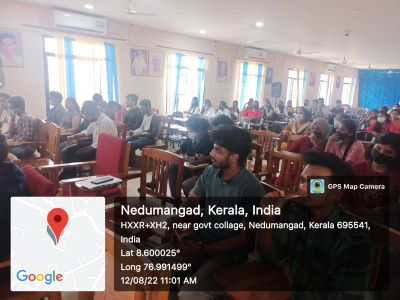 GPS Map Camera
Nedumangad, Kerala, India
HXXR+XH2, near govt collage, Nedumangad, Kerala 695541,
India
Lat 8.600025°
Long 76.991499°
12/08/22 11:01 AM
Google